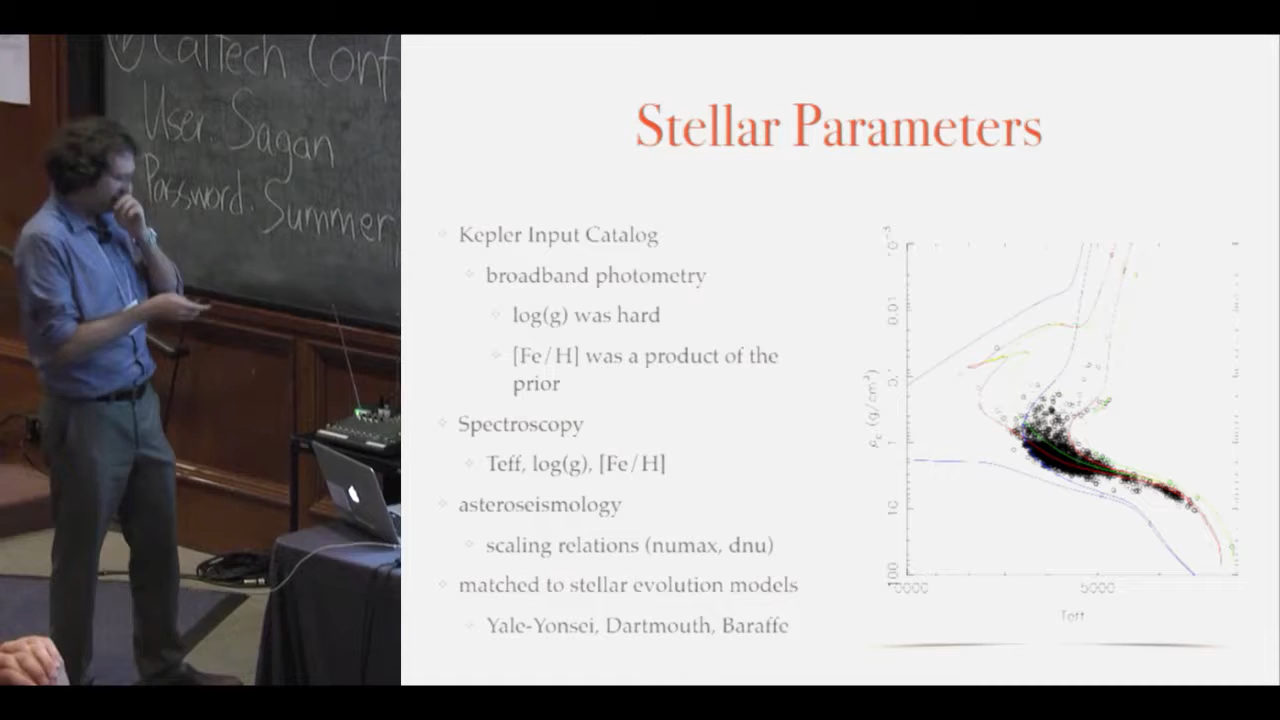 Caltech Conf
User: Sagan
Password: Summer
Stellar Parameters
Kepler Input Catalog
broadband photometry
log(g) was hard
[Fe/H] was a product of the
prior
Spectroscopy
Teff, log(g), [Fe/H]
asteroseismology
scaling relations (numax, dnu)
matched to stellar evolution models
Yale-Yonsei, Dartmouth, Baraffe
0.01
0.1
1
10
100
ρc (g/cm³)
5000
Teff